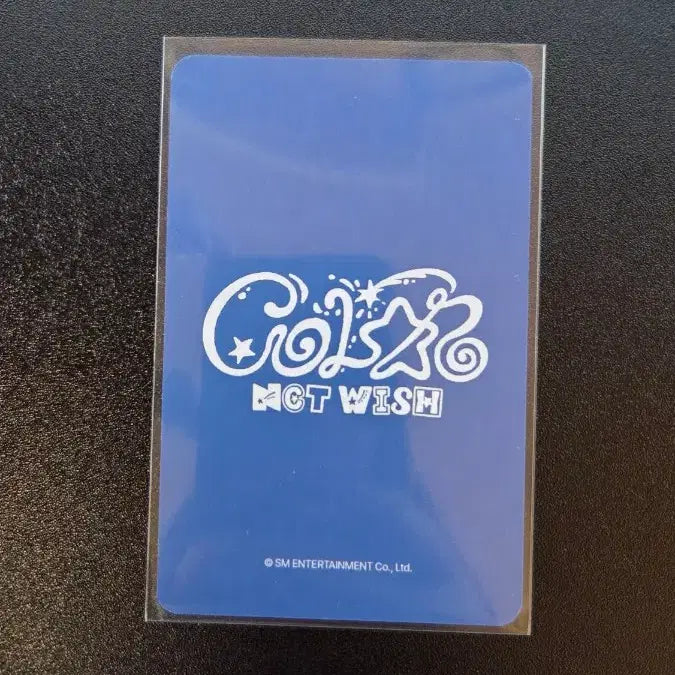 COLOR
NCT WISH
© SM ENTERTAINMENT Co., Ltd.